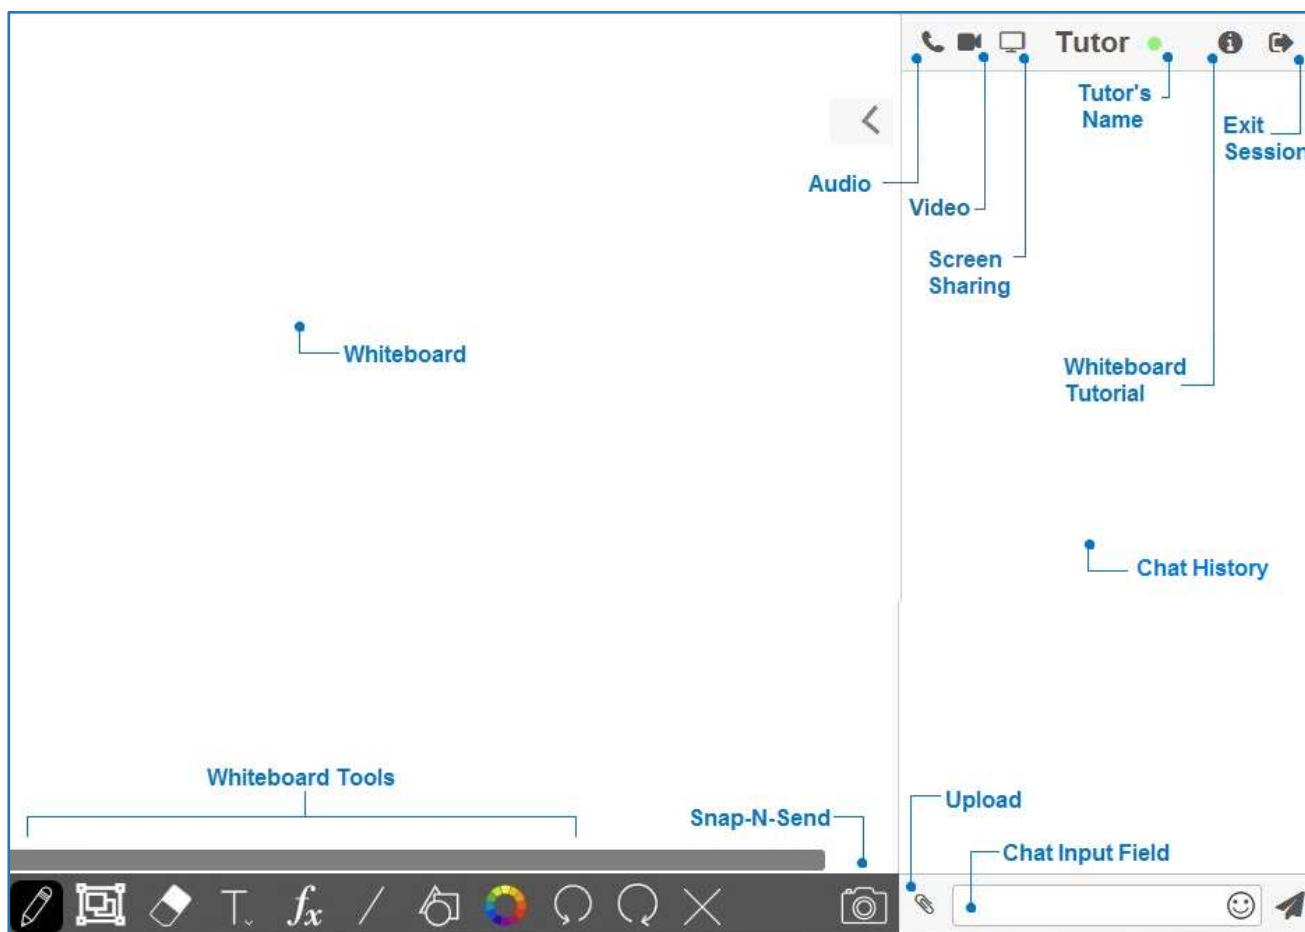 Tutor
Tutor's
Name
Exit
Session
Audio
Video
Screen
Sharing
Whiteboard
Whiteboard
Tutorial
Chat History
Whiteboard Tools
Snap-N-Send
Upload
Chat Input Field
T
fx